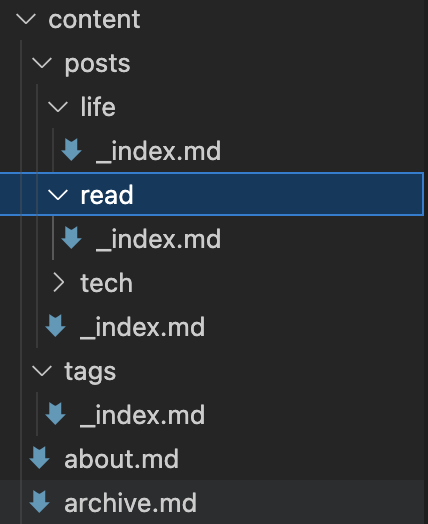 content
posts
life
_index.md
read
_index.md
tech
_index.md
tags
_index.md
about.md
archive.md